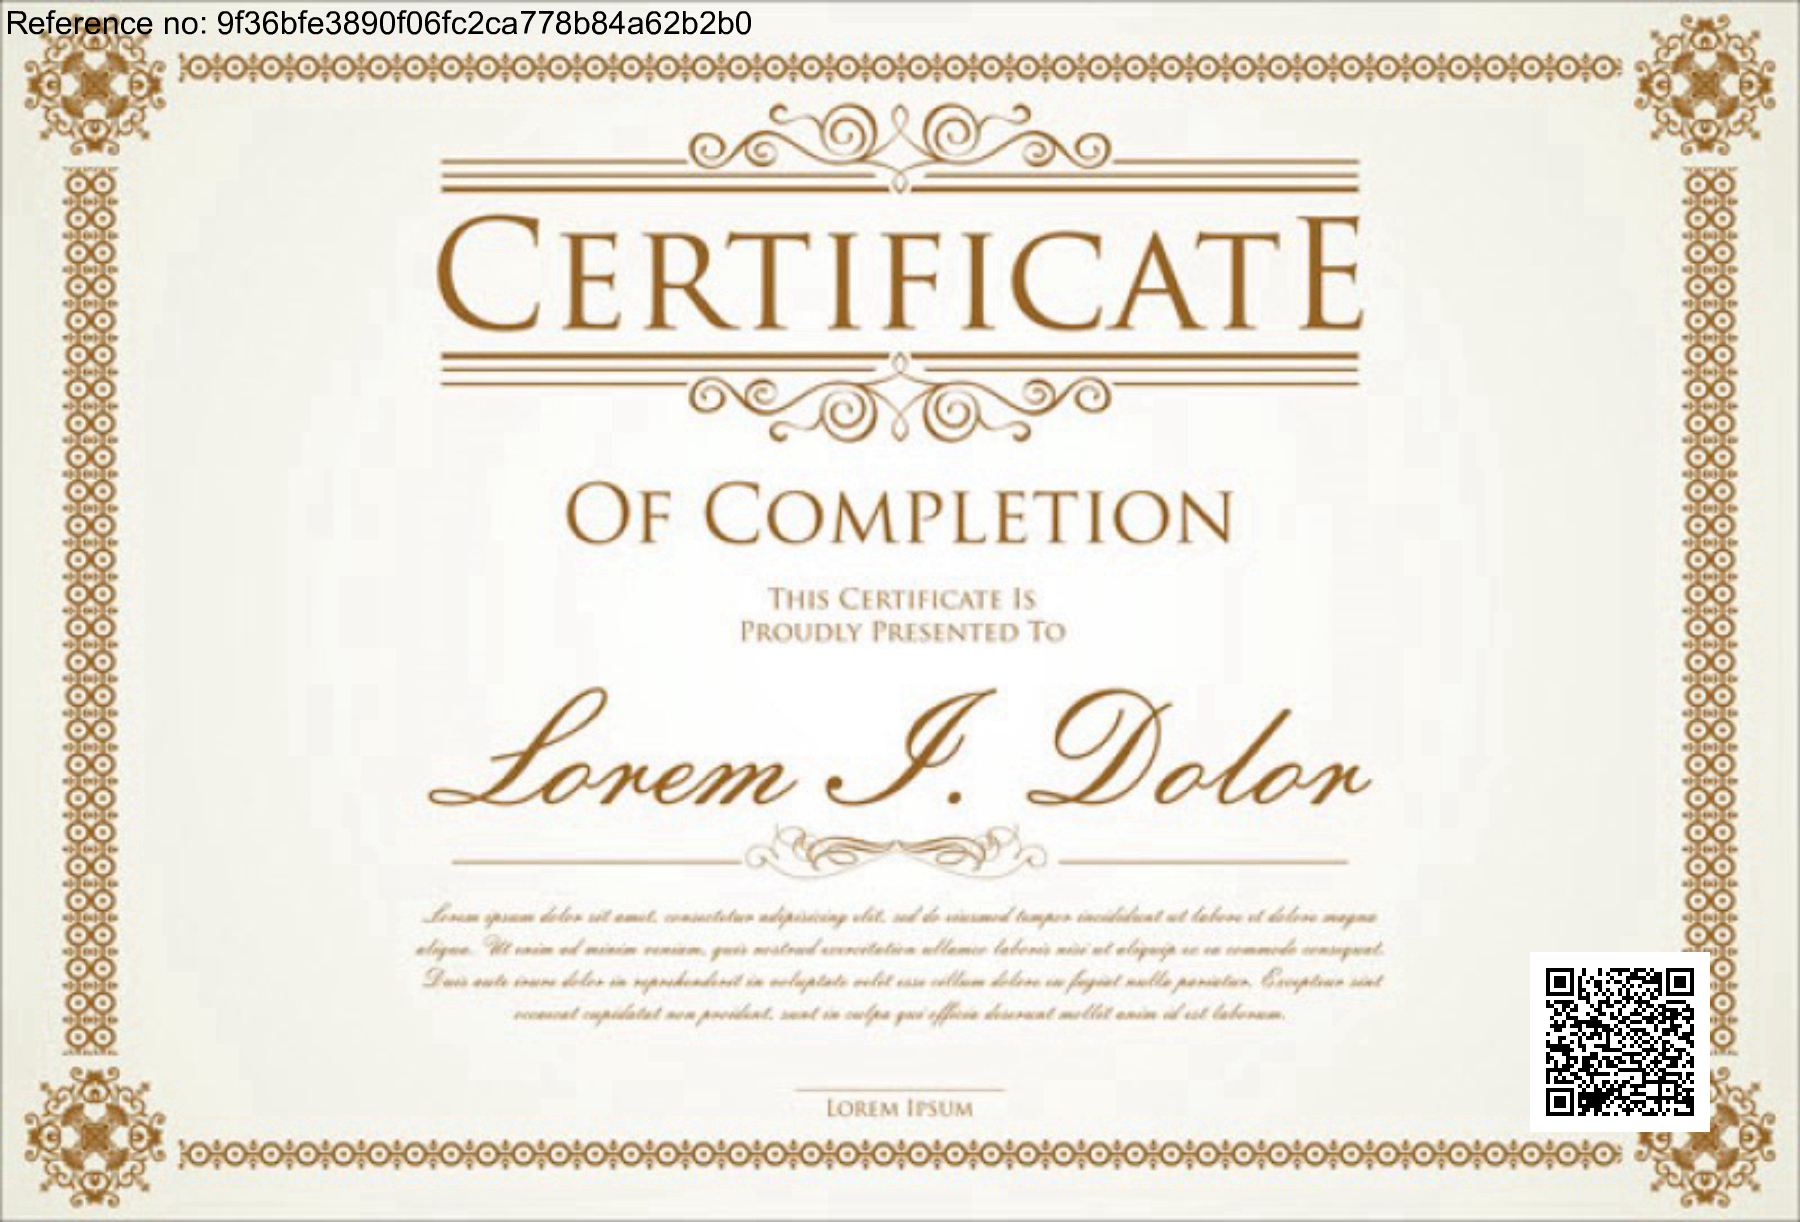 Reference no: 9f36bfe3890f06fc2ca778b84a62b2b0
CERTIFICATE
OF COMPLETION
THIS CERTIFICATE IS
PROUDLY PRESENTED TO
Lorem I. Dolor
Lorem ipsum dolor sit amet, consectetur adipisicing elit, sed do eiusmod tempor incididunt ut labore et dolore magna
aliqua. Ut enim ad minim veniam, quis nostrud exercitation ullamco laboris nisi ut aliquip ex ea commodo consequat.
Duis aute irure dolor in reprehenderit in voluptate velit esse cillum dolore eu fugiat nulla pariatur. Excepteur sint
occaecat cupidatat non proident, sunt in culpa qui officia deserunt mollit anim id est laborum.
LOREM IPSUM